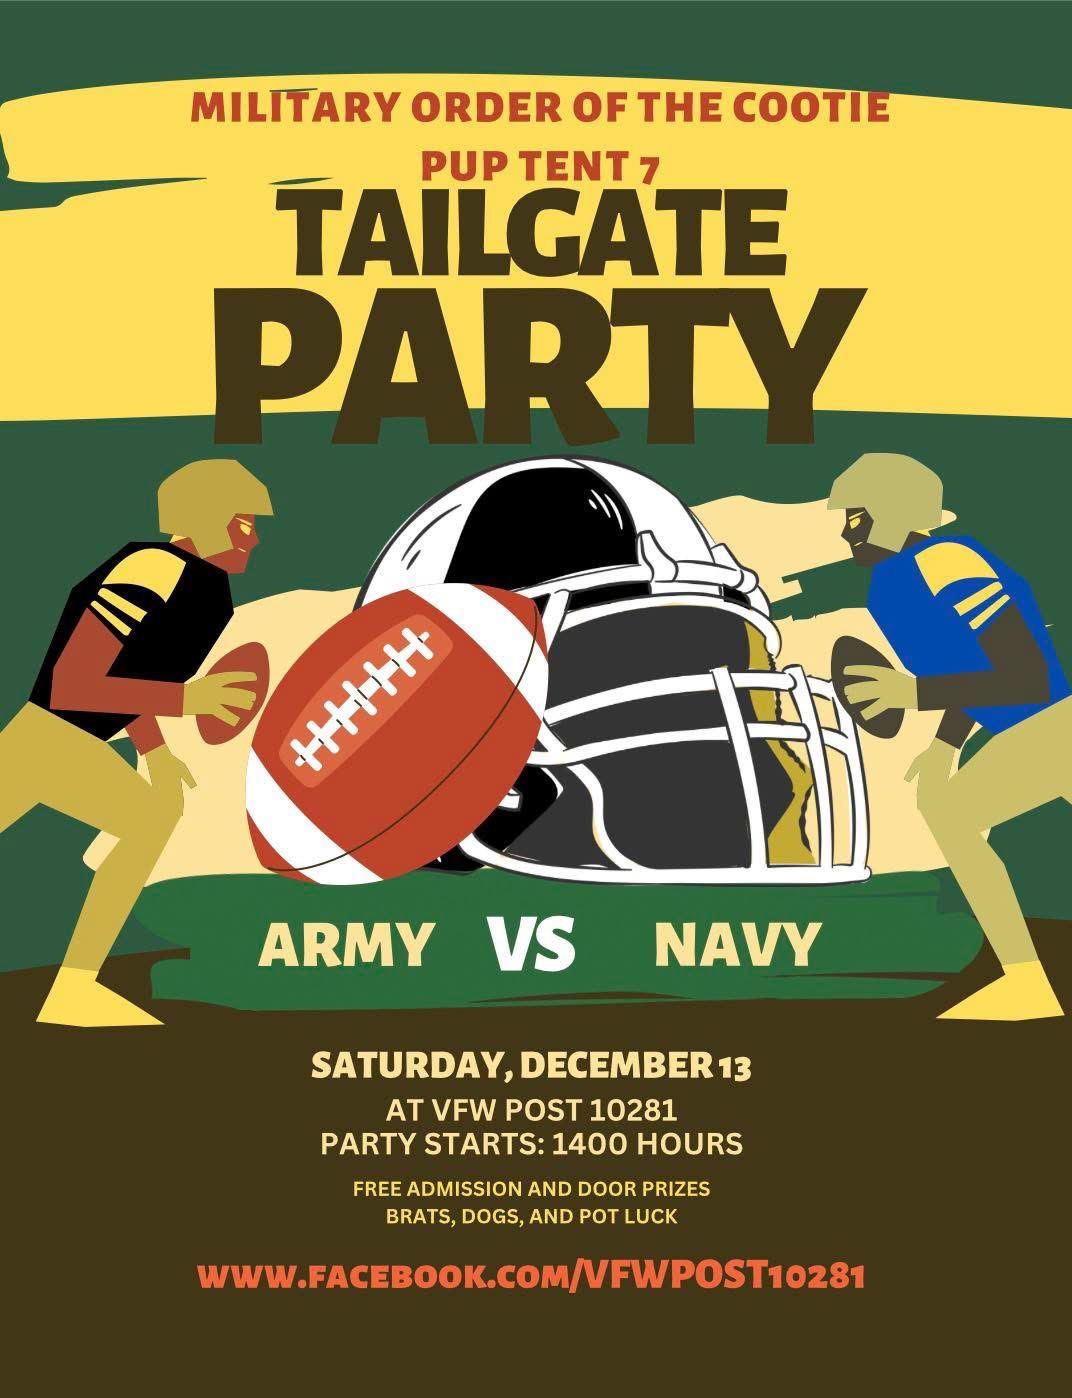 MILITARY ORDER OF THE COOTIE
PUP TENT 7
TAILGATE
PARTY
ARMY VS NAVY
SATURDAY, DECEMBER 13
AT VFW POST 10281
PARTY STARTS: 1400 HOURS
FREE ADMISSION AND DOOR PRIZES
BRATS, DOGS, AND POT LUCK
WWW.FACEBOOK.COM/VFWPOST10281